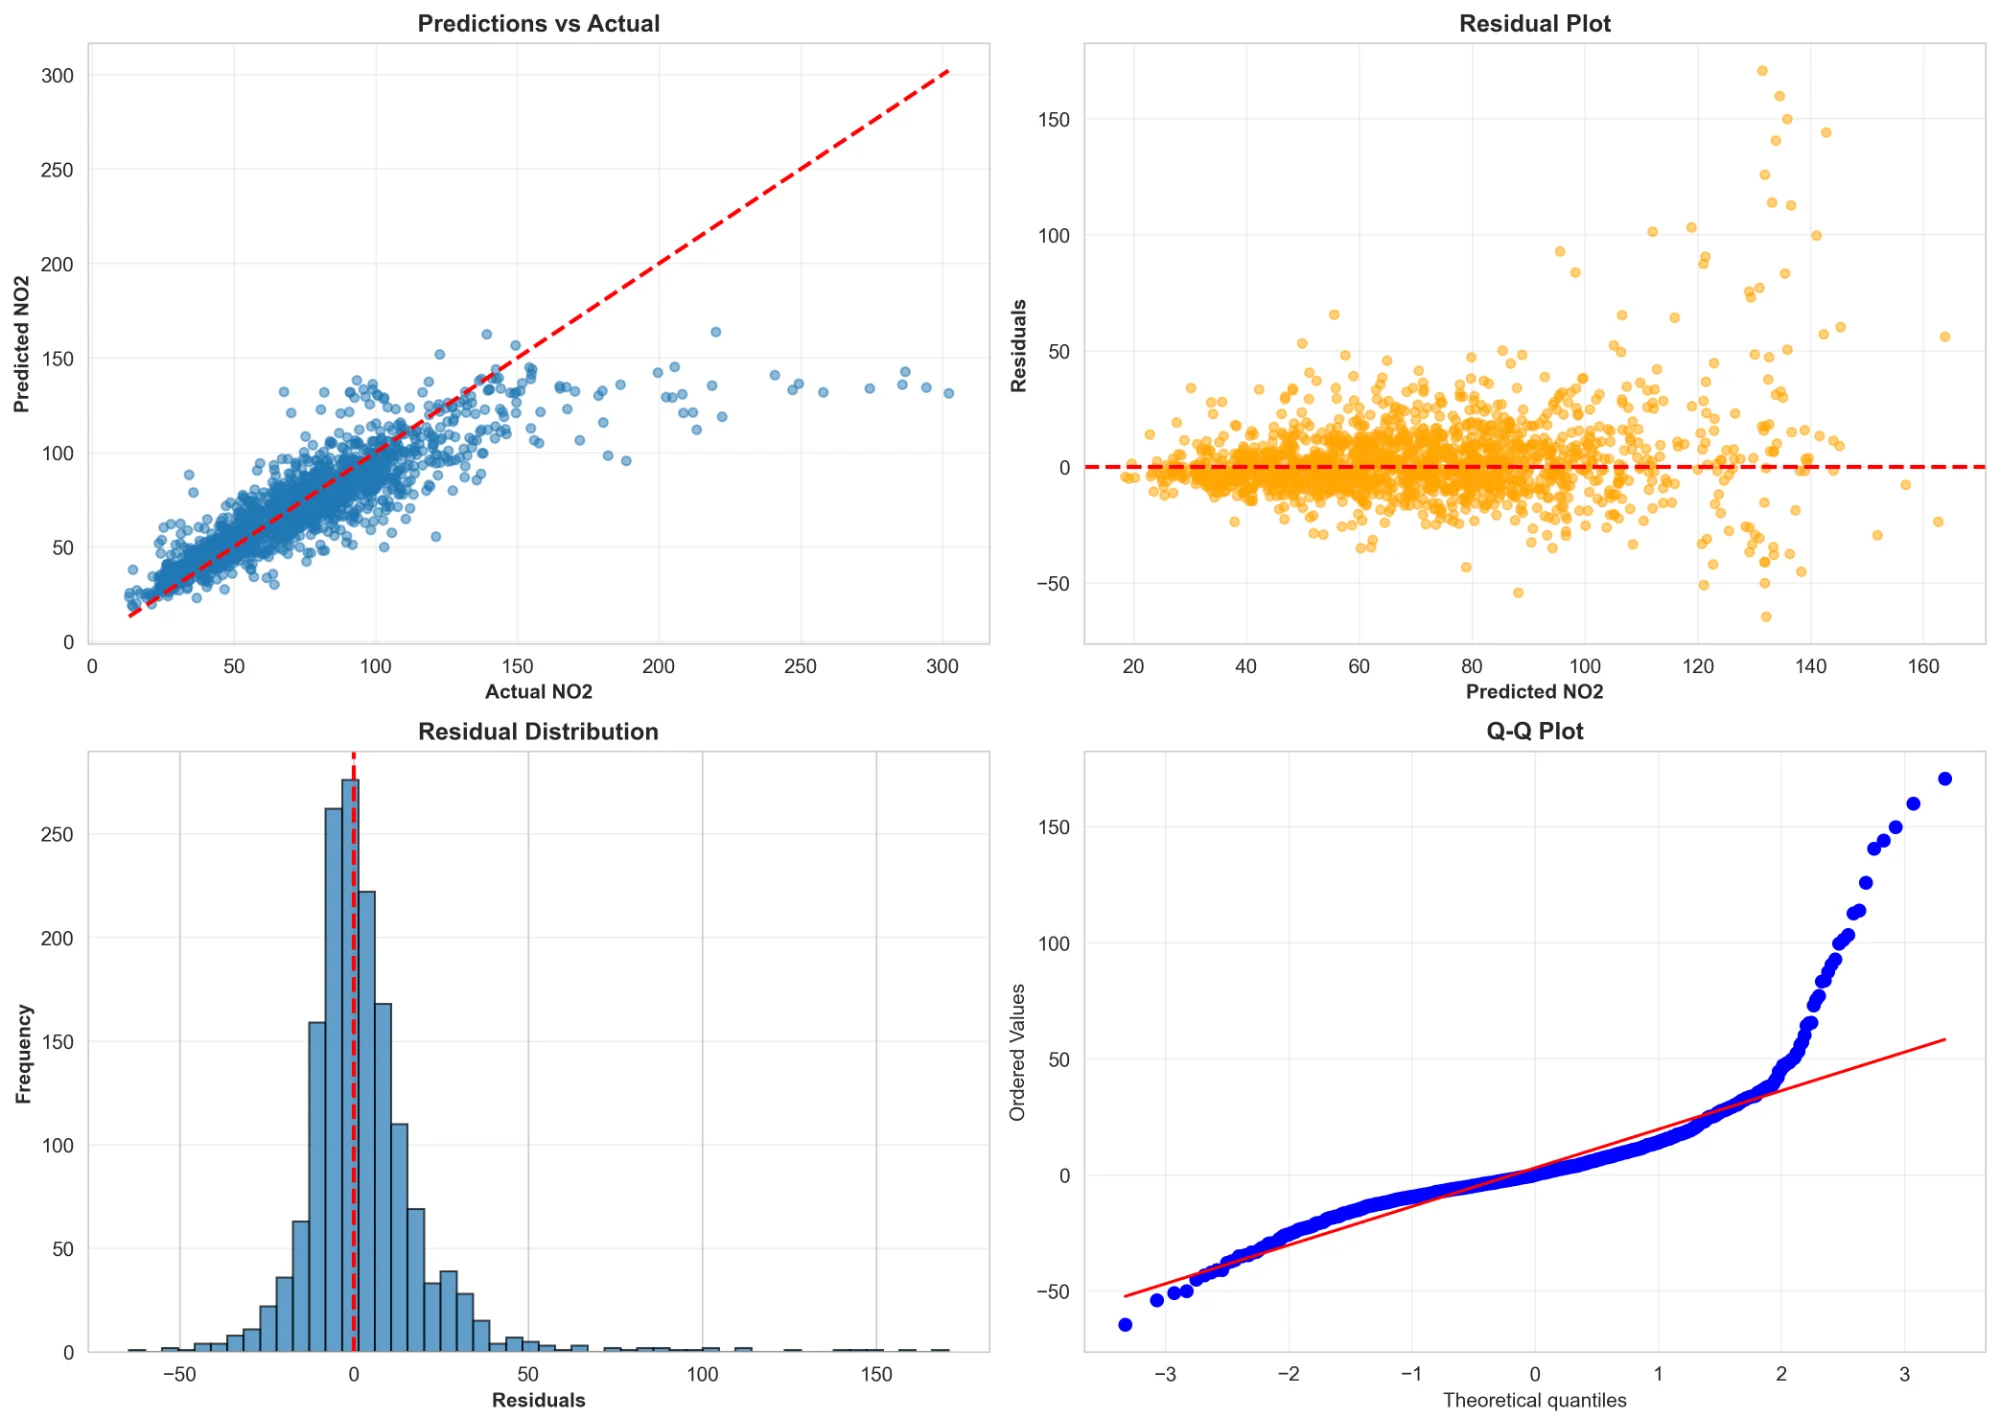 Predictions vs Actual
Predicted NO2
300
250
200
150
100
50
0
0 50 100 150 200 250 300
Actual NO2
Residual Plot
Residuals
150
100
50
0
−50
20 40 60 80 100 120 140 160
Predicted NO2
Residual Distribution
Frequency
250
200
150
100
50
0
−50 0 50 100 150
Residuals
Q-Q Plot
Ordered Values
150
100
50
0
−50
−3 −2 −1 0 1 2 3
Theoretical quantiles